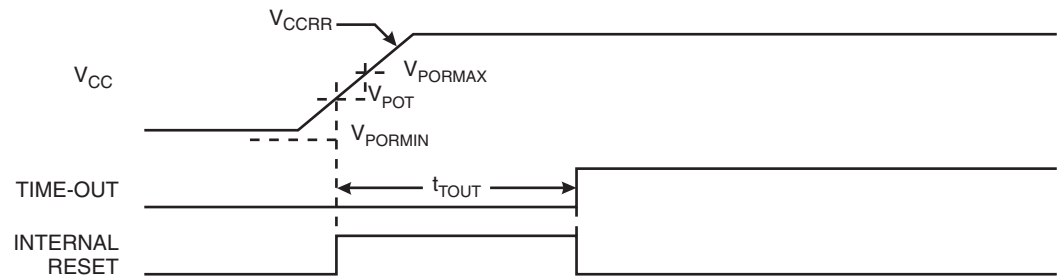 VCCRR
VCC
VPORMAX
VPOT
VPORMIN
TIME-OUT
tTOUT
INTERNAL
RESET